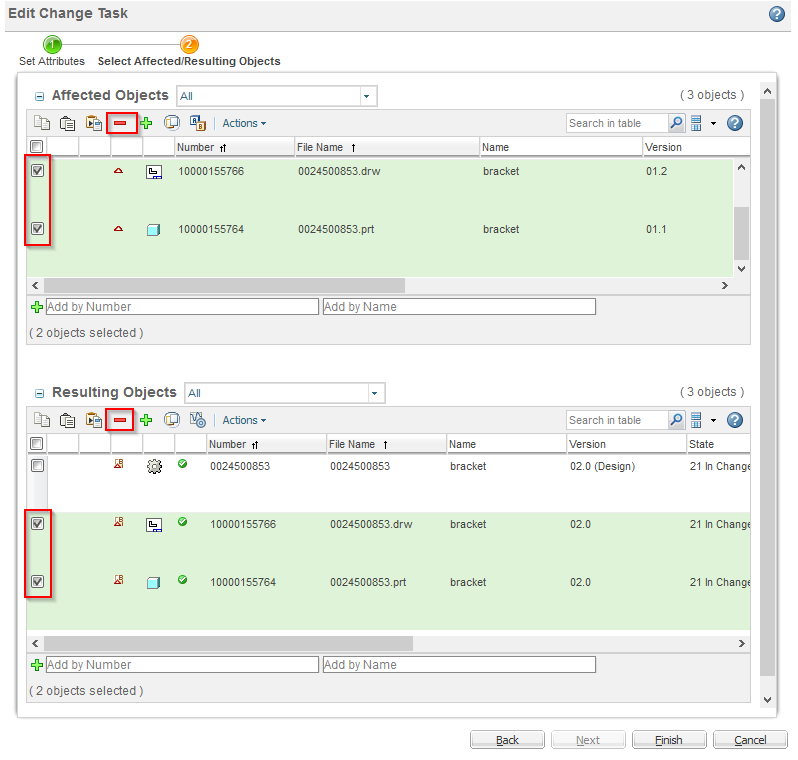 Edit Change Task
1 2
Set Attributes Select Affected/Resulting Objects
Affected Objects All ( 3 objects )
Actions Search in table
Number File Name Name Version
10000155766 0024500853.drw bracket 01.2
10000155764 0024500853.prt bracket 01.1
Add by Number Add by Name
( 2 objects selected )
Resulting Objects All ( 3 objects )
Actions Search in table
Number File Name Name Version State
0024500853 0024500853 bracket 02.0 (Design) 21 In Change
10000155766 0024500853.drw bracket 02.0 21 In Change
10000155764 0024500853.prt bracket 02.0 21 In Change
Add by Number Add by Name
( 2 objects selected )
Back Next Finish Cancel